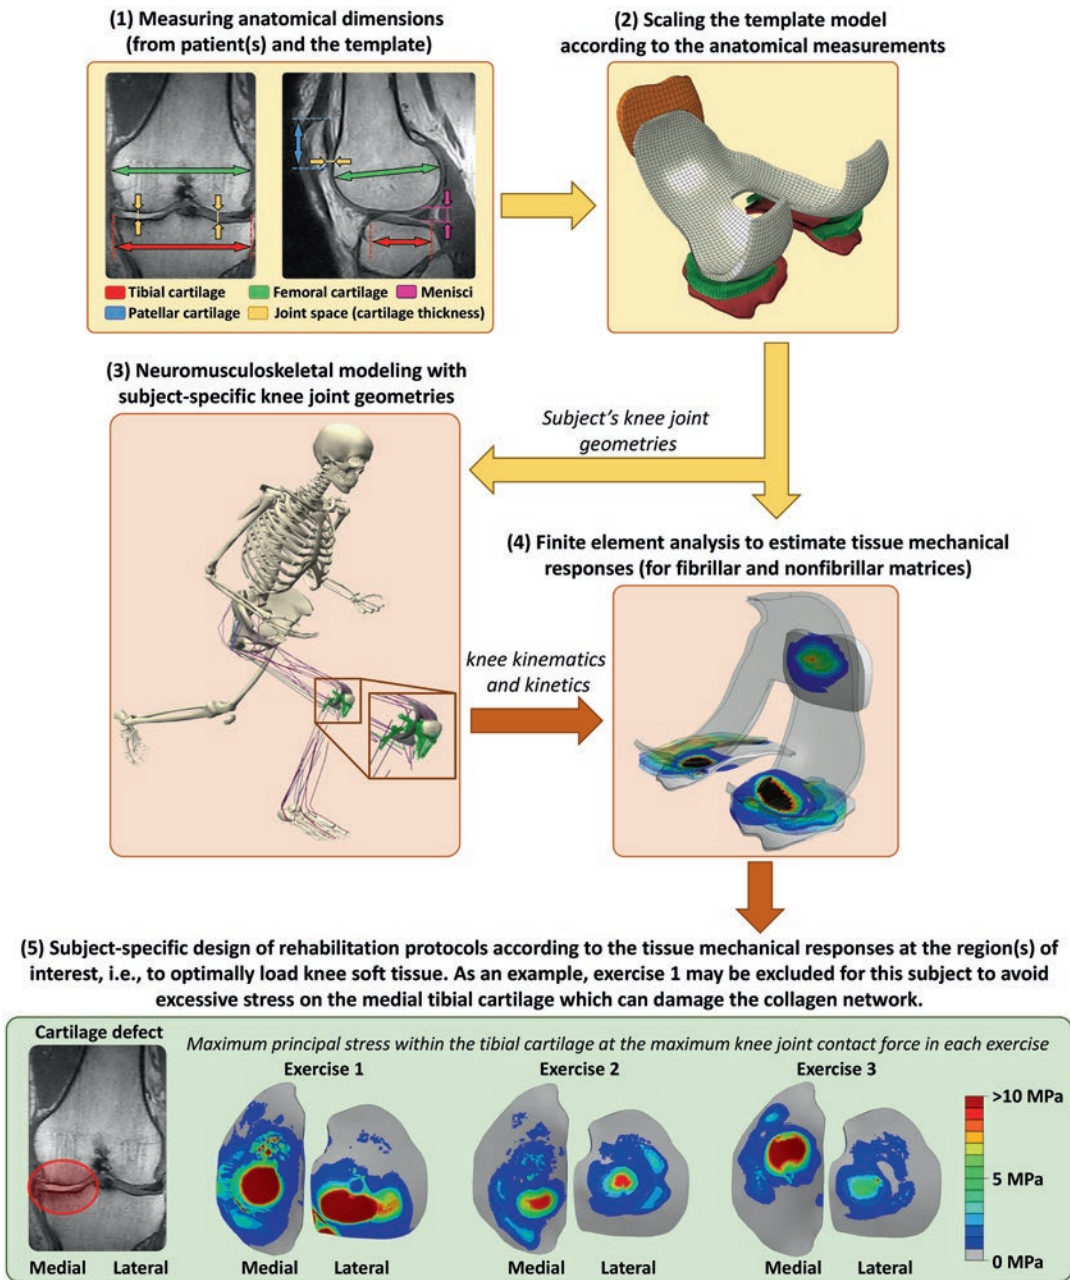 (1) Measuring anatomical dimensions
(from patient(s) and the template)
(2) Scaling the template model
according to the anatomical measurements
Tibial cartilage
Femoral cartilage
Menisci
Patellar cartilage
Joint space (cartilage thickness)
(3) Neuromusculoskeletal modeling with
subject-specific knee joint geometries
Subject's knee joint
geometries
(4) Finite element analysis to estimate tissue mechanical
responses (for fibrillar and nonfibrillar matrices)
knee kinematics
and kinetics
(5) Subject-specific design of rehabilitation protocols according to the tissue mechanical responses at the region(s) of
interest, i.e., to optimally load knee soft tissue. As an example, exercise 1 may be excluded for this subject to avoid
excessive stress on the medial tibial cartilage which can damage the collagen network.
Cartilage defect
Maximum principal stress within the tibial cartilage at the maximum knee joint contact force in each exercise
Exercise 1
Exercise 2
Exercise 3
>10 MPa
5 MPa
0 MPa
Medial
Lateral
Medial
Lateral
Medial
Lateral
Medial
Lateral